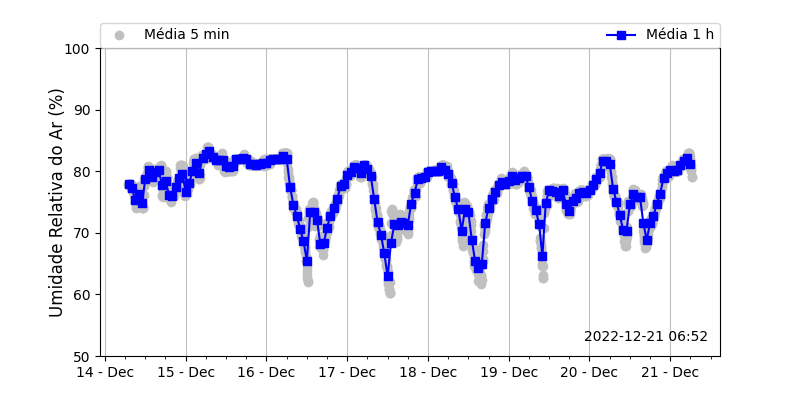 Média 5 min Média 1 h
100
90
80
70
60
50
Umidade Relativa do Ar (%)
2022-12-21 06:52
14 - Dec 15 - Dec 16 - Dec 17 - Dec 18 - Dec 19 - Dec 20 - Dec 21 - Dec